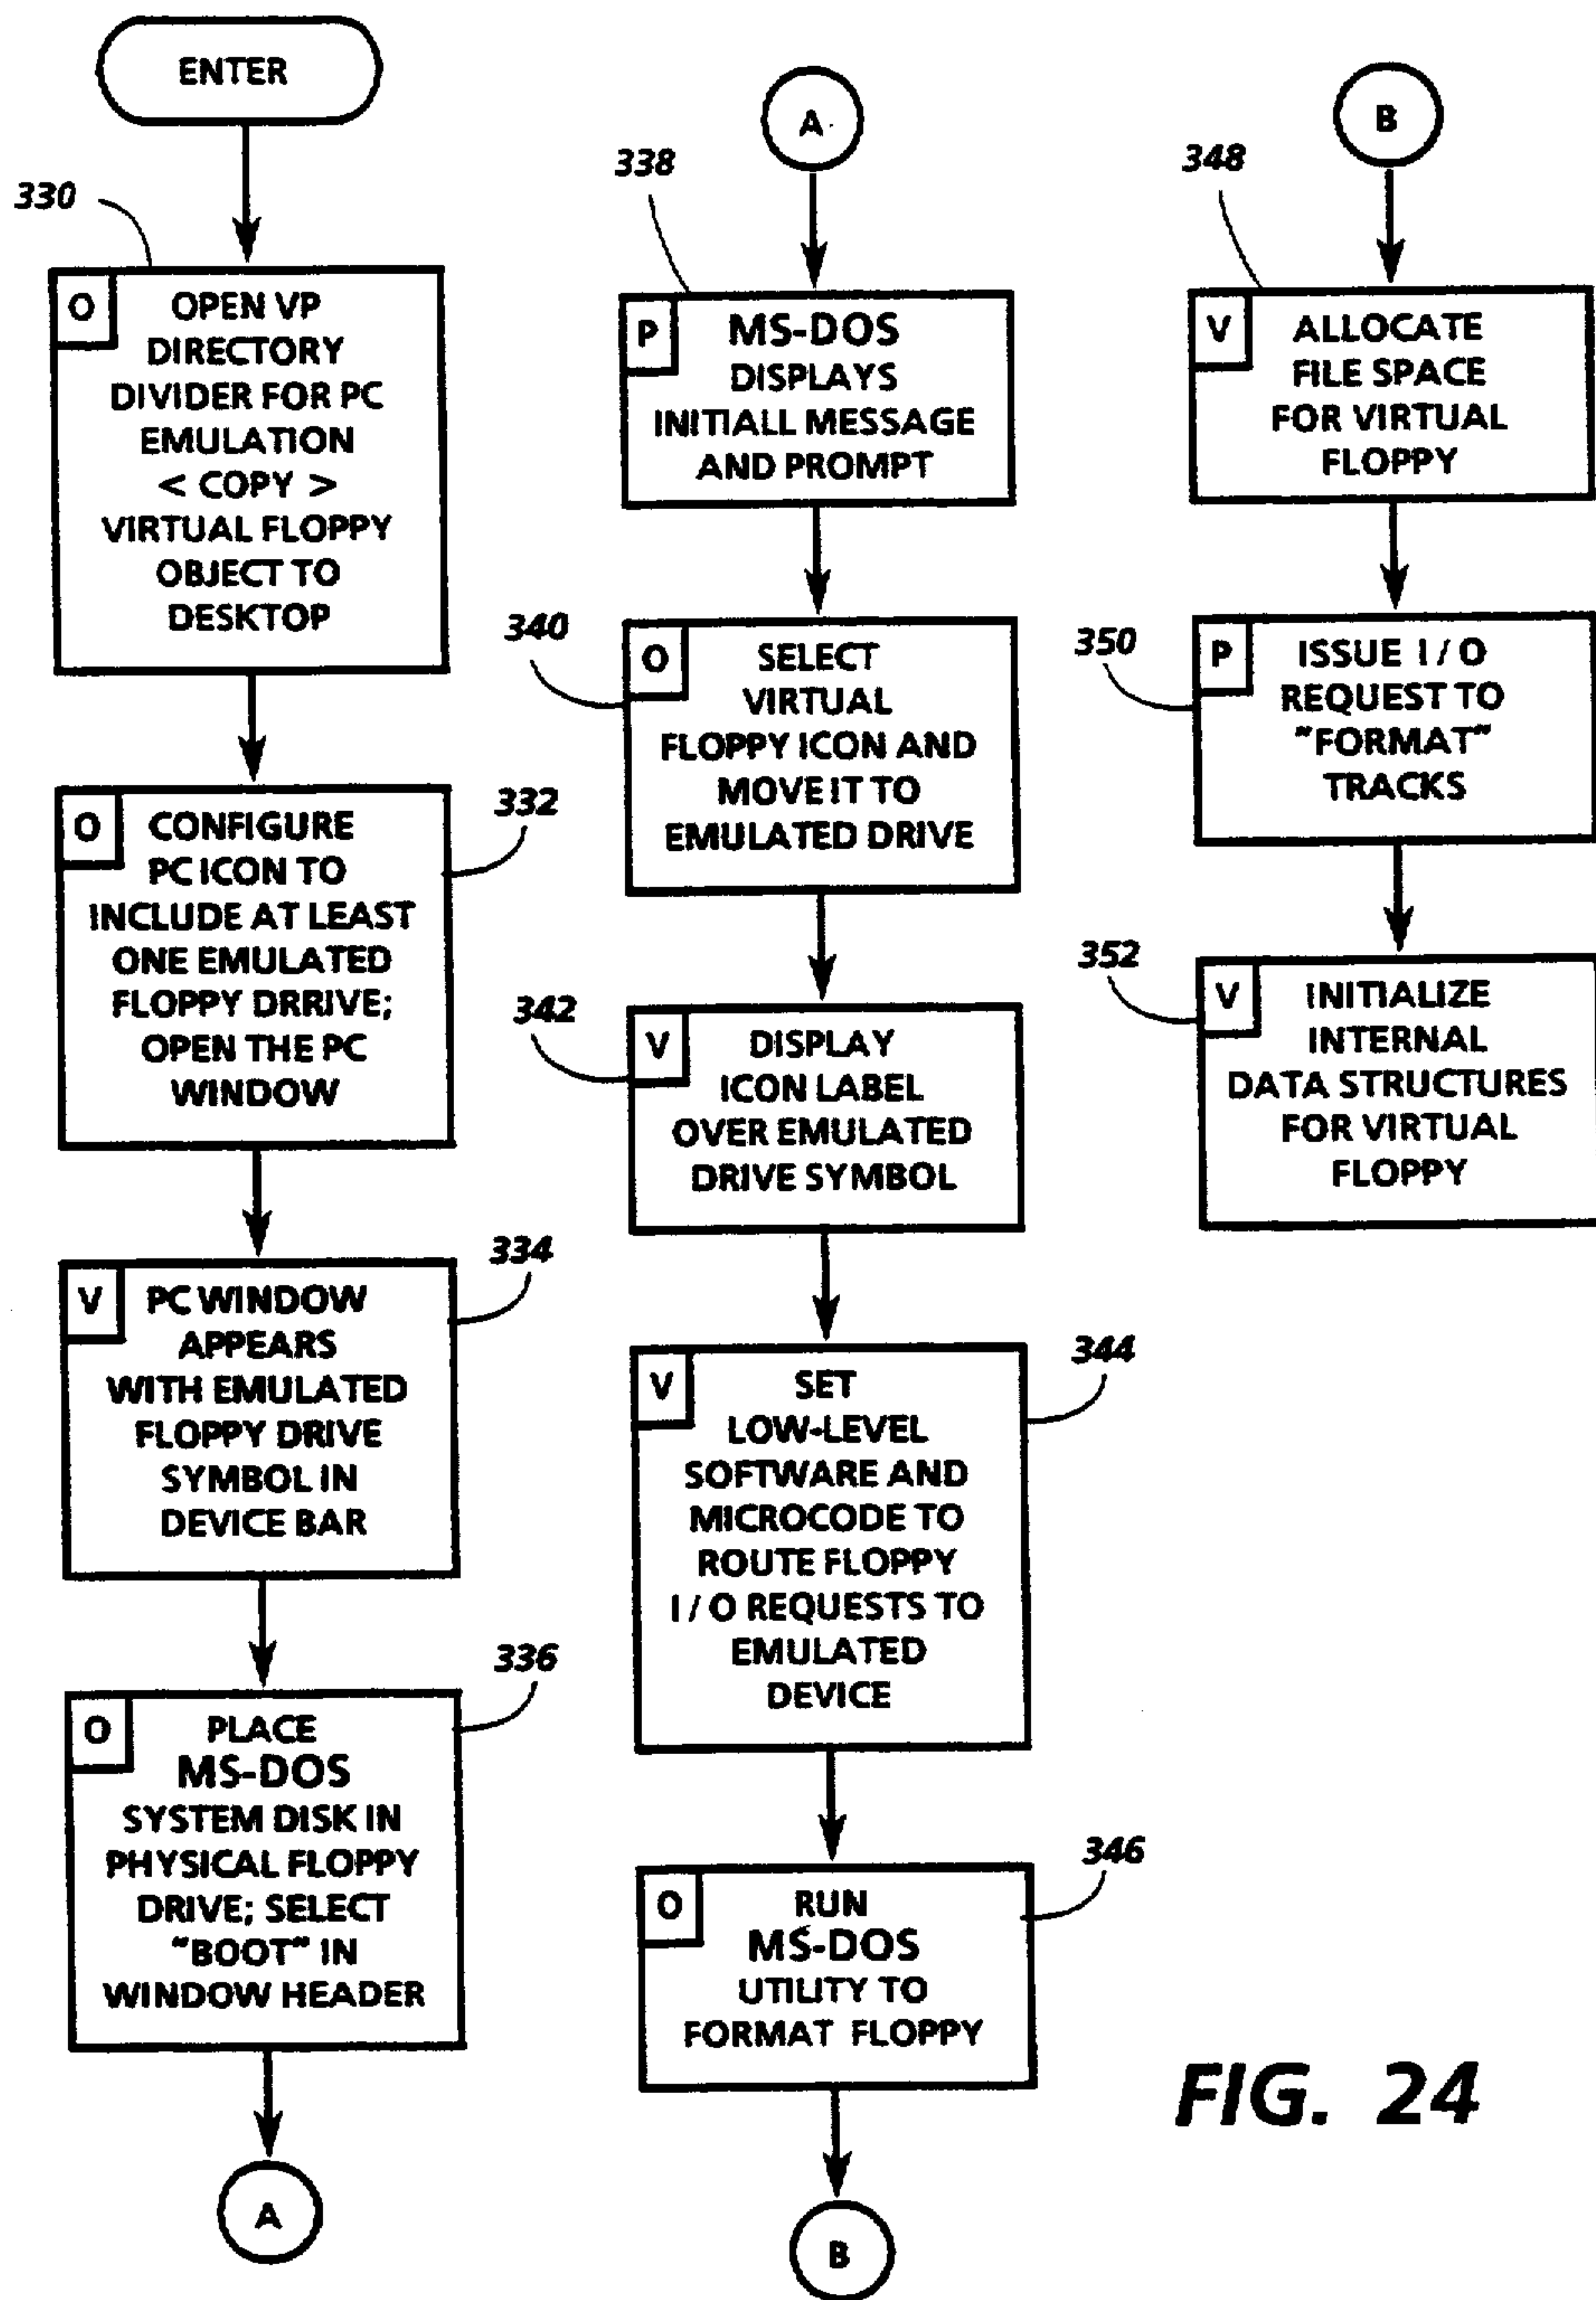 ENTER
330
O
OPEN VP
DIRECTORY
DIVIDER FOR PC
EMULATION
< COPY >
VIRTUAL FLOPPY
OBJECT TO
DESKTOP
332
O
CONFIGURE
PC ICON TO
INCLUDE AT LEAST
ONE EMULATED
FLOPPY DRRIVE;
OPEN THE PC
WINDOW
334
V
PC WINDOW
APPEARS
WITH EMULATED
FLOPPY DRIVE
SYMBOL IN
DEVICE BAR
336
O
PLACE
MS-DOS
SYSTEM DISK IN
PHYSICAL FLOPPY
DRIVE; SELECT
"BOOT" IN
WINDOW HEADER
A
A
338
P
MS-DOS
DISPLAYS
INITIALL MESSAGE
AND PROMPT
340
O
SELECT
VIRTUAL
FLOPPY ICON AND
MOVE IT TO
EMULATED DRIVE
342
V
DISPLAY
ICON LABEL
OVER EMULATED
DRIVE SYMBOL
344
V
SET
LOW-LEVEL
SOFTWARE AND
MICROCODE TO
ROUTE FLOPPY
I / O REQUESTS TO
EMULATED
DEVICE
346
O
RUN
MS-DOS
UTILITY TO
FORMAT FLOPPY
B
B
348
V
ALLOCATE
FILE SPACE
FOR VIRTUAL
FLOPPY
350
P
ISSUE I / O
REQUEST TO
"FORMAT"
TRACKS
352
V
INITIALIZE
INTERNAL
DATA STRUCTURES
FOR VIRTUAL
FLOPPY
FIG. 24